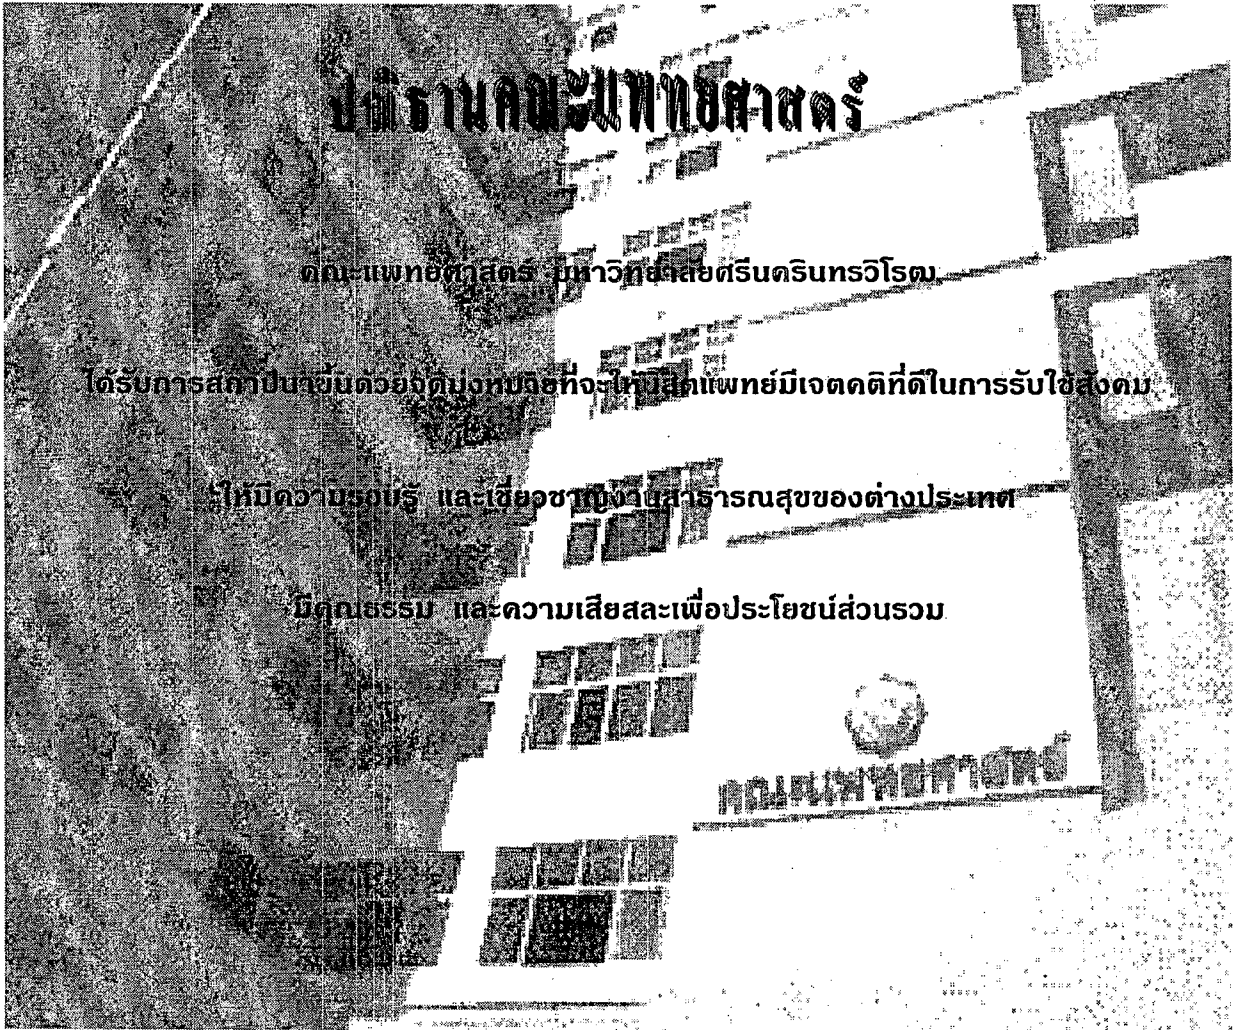 ปณิธานคณะแพทยศาสตร์
คณะแพทยศาสตร์ มหาวิทยาลัยศรีนครินทรวิโรฒ
ได้รับการสถาปนาขึ้นด้วยจุดมุ่งหมายที่จะให้นิสิตแพทย์มีเจตคติที่ดีในการรับใช้สังคม
ให้มีความรอบรู้ และเชี่ยวชาญงานสาธารณสุขของต่างประเทศ
มีคุณธรรม และความเสียสละเพื่อประโยชน์ส่วนรวม
คณะแพทยศาสตร์